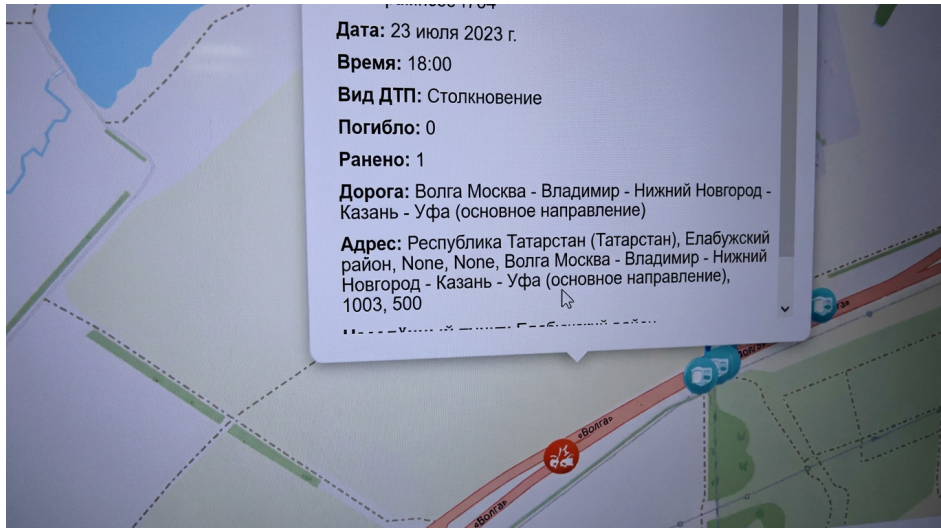 Дата: 23 июля 2023 г.
Время: 18:00
Вид ДТП: Столкновение
Погибло: 0
Ранено: 1
Дорога: Волга Москва - Владимир - Нижний Новгород -
Казань - Уфа (основное направление)
Адрес: Республика Татарстан (Татарстан), Елабужский
район, None, None, Волга Москва - Владимир - Нижний
Новгород - Казань - Уфа (основное направление),
1003, 500
«Волга»
«Волга»